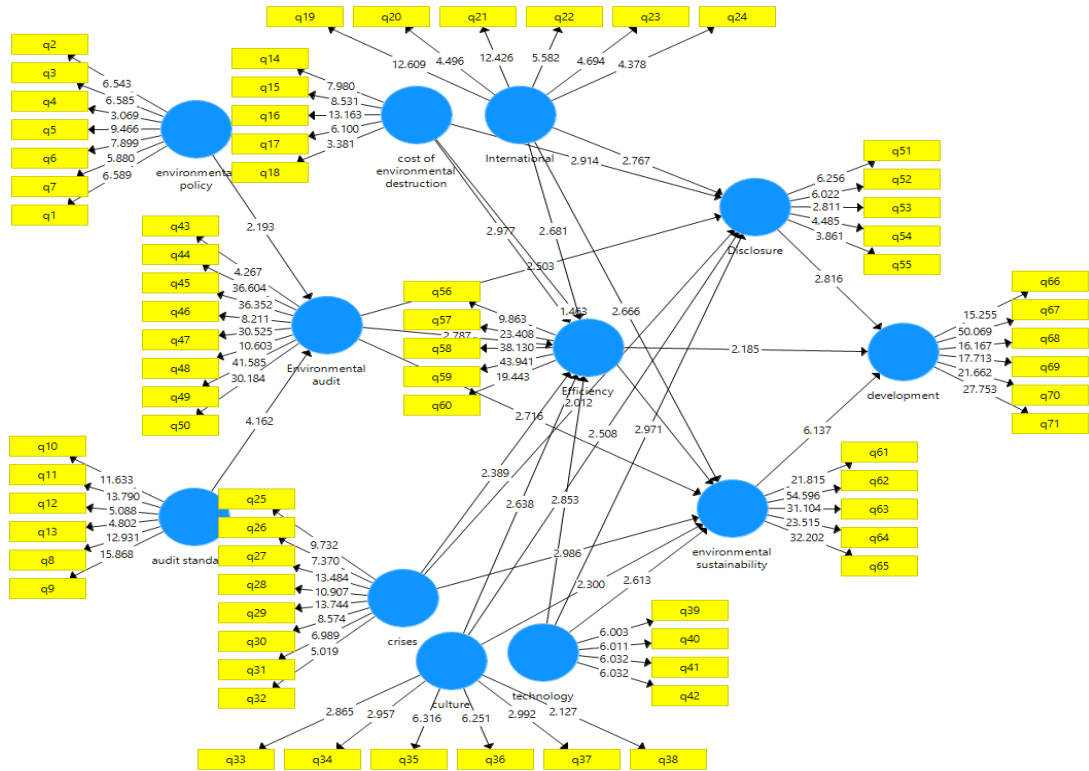 q19
q20
q21
q22
q23
q24
12.609
4.496
12.426
5.582
4.694
4.378
International
q2
q3
q4
q5
q6
q7
q1
6.543
6.585
3.069
9.466
7.899
5.880
6.589
environmental
policy
q14
q15
q16
q17
q18
7.980
8.531
13.163
6.100
3.381
cost of
environmental
destruction
2.914
2.767
q51
q52
q53
q54
q55
6.256
6.022
2.811
4.485
3.861
Disclosure
2.193
2.977
2.681
2.503
2.666
2.816
q43
q44
q45
q46
q47
q48
q49
q50
4.267
36.604
36.352
8.211
30.525
10.603
41.585
30.184
Environmental
audit
2.787
q56
q57
q58
q59
q60
9.863
23.408
38.130
43.941
19.443
Efficiency
2.012
2.185
q66
q67
q68
q69
q70
q71
15.255
50.069
16.167
17.713
21.662
27.753
development
4.162
2.716
2.508
2.971
6.137
q10
q11
q12
q13
q8
q9
11.633
13.790
5.088
4.802
12.931
15.868
audit standa
2.389
2.638
2.853
q61
q62
q63
q64
q65
21.815
54.596
31.104
23.515
32.202
environmental
sustainability
q25
q26
q27
q28
q29
q30
q31
q32
9.732
7.370
13.484
10.907
13.744
8.574
6.989
5.019
crises
2.986
2.300
2.613
q39
q40
q41
q42
6.003
6.011
6.032
6.032
technology
culture
2.865
2.957
6.316
6.251
2.992
2.127
q33
q34
q35
q36
q37
q38